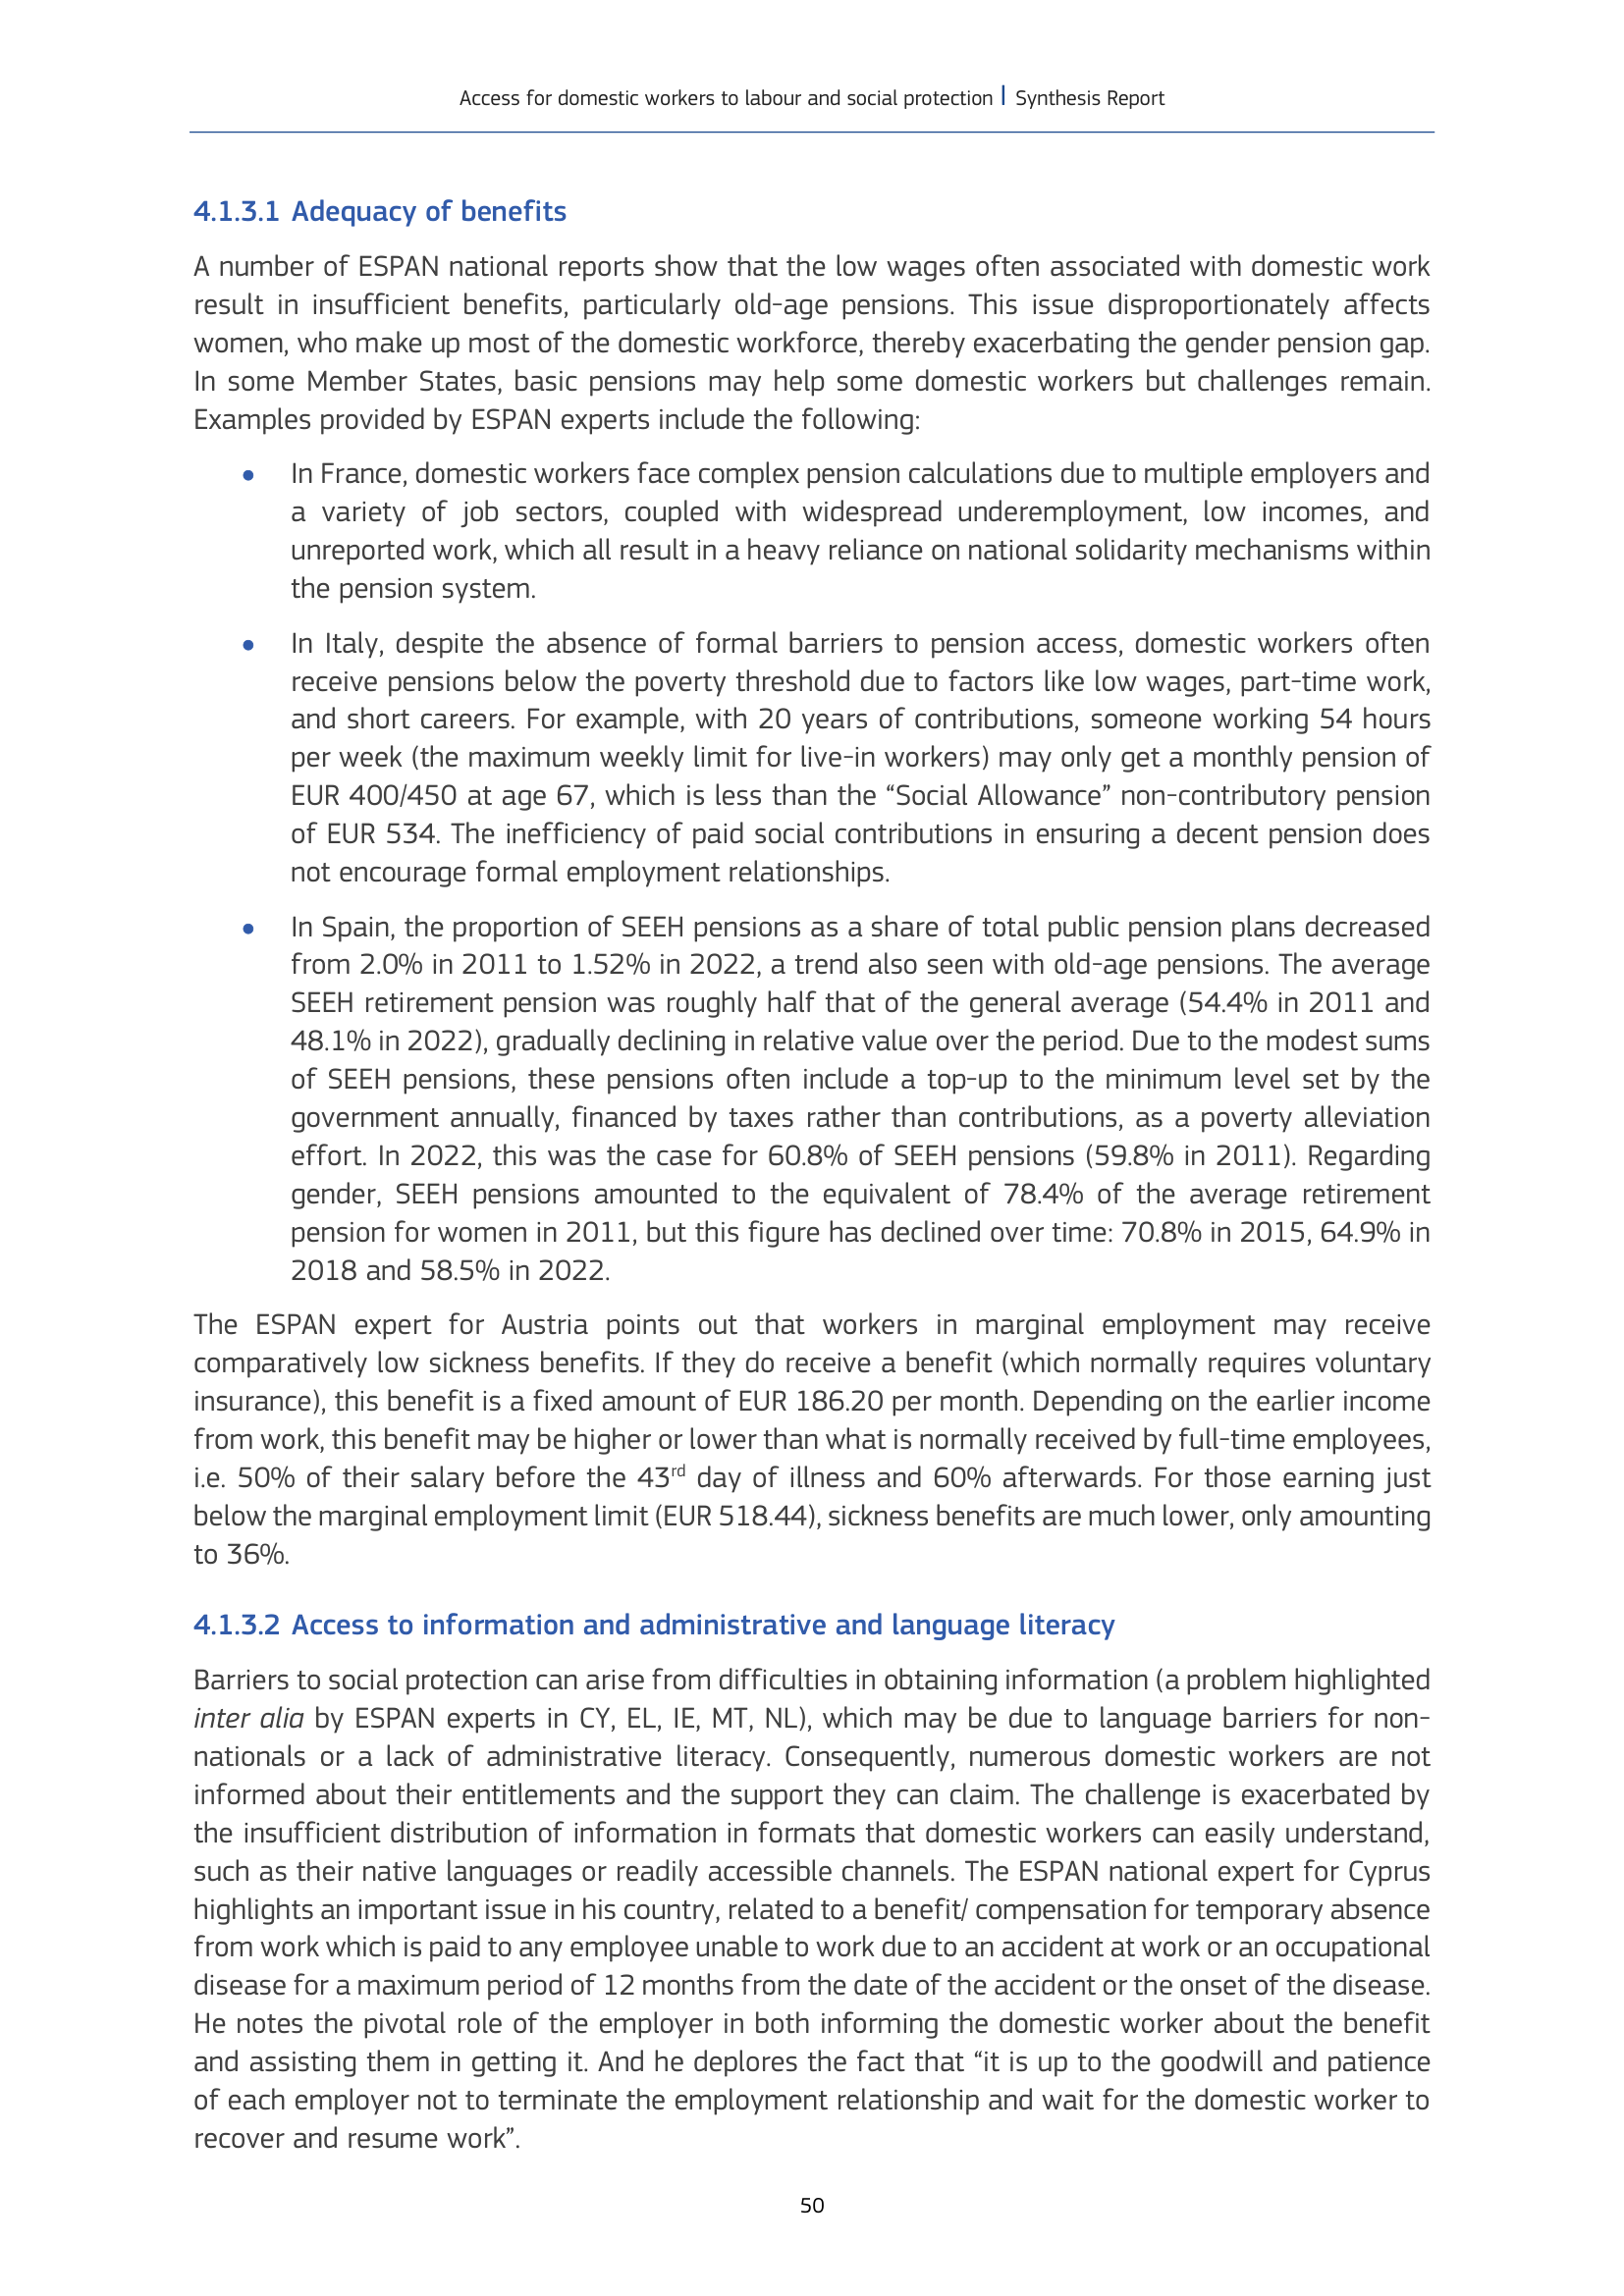 Access for domestic workers to labour and social protection | Synthesis Report
4.1.3.1 Adequacy of benefits
A number of ESPAN national reports show that the low wages often associated with domestic work
result in insufficient benefits, particularly old-age pensions. This issue disproportionately affects
women, who make up most of the domestic workforce, thereby exacerbating the gender pension gap.
In some Member States, basic pensions may help some domestic workers but challenges remain.
Examples provided by ESPAN experts include the following:
• In France, domestic workers face complex pension calculations due to multiple employers and
a variety of job sectors, coupled with widespread underemployment, low incomes, and
unreported work, which all result in a heavy reliance on national solidarity mechanisms within
the pension system.
• In Italy, despite the absence of formal barriers to pension access, domestic workers often
receive pensions below the poverty threshold due to factors like low wages, part-time work,
and short careers. For example, with 20 years of contributions, someone working 54 hours
per week (the maximum weekly limit for live-in workers) may only get a monthly pension of
EUR 400/450 at age 67, which is less than the “Social Allowance” non-contributory pension
of EUR 534. The inefficiency of paid social contributions in ensuring a decent pension does
not encourage formal employment relationships.
• In Spain, the proportion of SEEH pensions as a share of total public pension plans decreased
from 2.0% in 2011 to 1.52% in 2022, a trend also seen with old-age pensions. The average
SEEH retirement pension was roughly half that of the general average (54.4% in 2011 and
48.1% in 2022), gradually declining in relative value over the period. Due to the modest sums
of SEEH pensions, these pensions often include a top-up to the minimum level set by the
government annually, financed by taxes rather than contributions, as a poverty alleviation
effort. In 2022, this was the case for 60.8% of SEEH pensions (59.8% in 2011). Regarding
gender, SEEH pensions amounted to the equivalent of 78.4% of the average retirement
pension for women in 2011, but this figure has declined over time: 70.8% in 2015, 64.9% in
2018 and 58.5% in 2022.
The ESPAN expert for Austria points out that workers in marginal employment may receive
comparatively low sickness benefits. If they do receive a benefit (which normally requires voluntary
insurance), this benefit is a fixed amount of EUR 186.20 per month. Depending on the earlier income
from work, this benefit may be higher or lower than what is normally received by full-time employees,
i.e. 50% of their salary before the 43rd day of illness and 60% afterwards. For those earning just
below the marginal employment limit (EUR 518.44), sickness benefits are much lower, only amounting
to 36%.
4.1.3.2 Access to information and administrative and language literacy
Barriers to social protection can arise from difficulties in obtaining information (a problem highlighted
inter alia by ESPAN experts in CY, EL, IE, MT, NL), which may be due to language barriers for non-
nationals or a lack of administrative literacy. Consequently, numerous domestic workers are not
informed about their entitlements and the support they can claim. The challenge is exacerbated by
the insufficient distribution of information in formats that domestic workers can easily understand,
such as their native languages or readily accessible channels. The ESPAN national expert for Cyprus
highlights an important issue in his country, related to a benefit/ compensation for temporary absence
from work which is paid to any employee unable to work due to an accident at work or an occupational
disease for a maximum period of 12 months from the date of the accident or the onset of the disease.
He notes the pivotal role of the employer in both informing the domestic worker about the benefit
and assisting them in getting it. And he deplores the fact that “it is up to the goodwill and patience
of each employer not to terminate the employment relationship and wait for the domestic worker to
recover and resume work”.
50